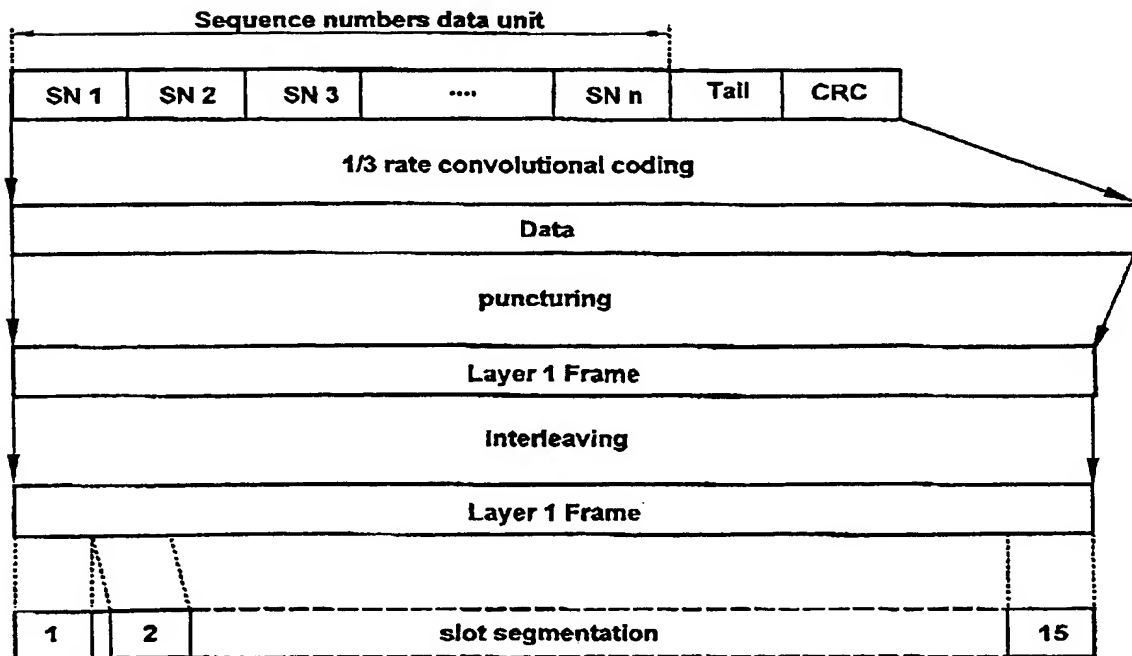 Sequence numbers data unit
SN 1 SN 2 SN 3 .... SN n Tail CRC
1/3 rate convolutional coding
Data
puncturing
Layer 1 Frame
Interleaving
Layer 1 Frame
1 2 slot segmentation 15